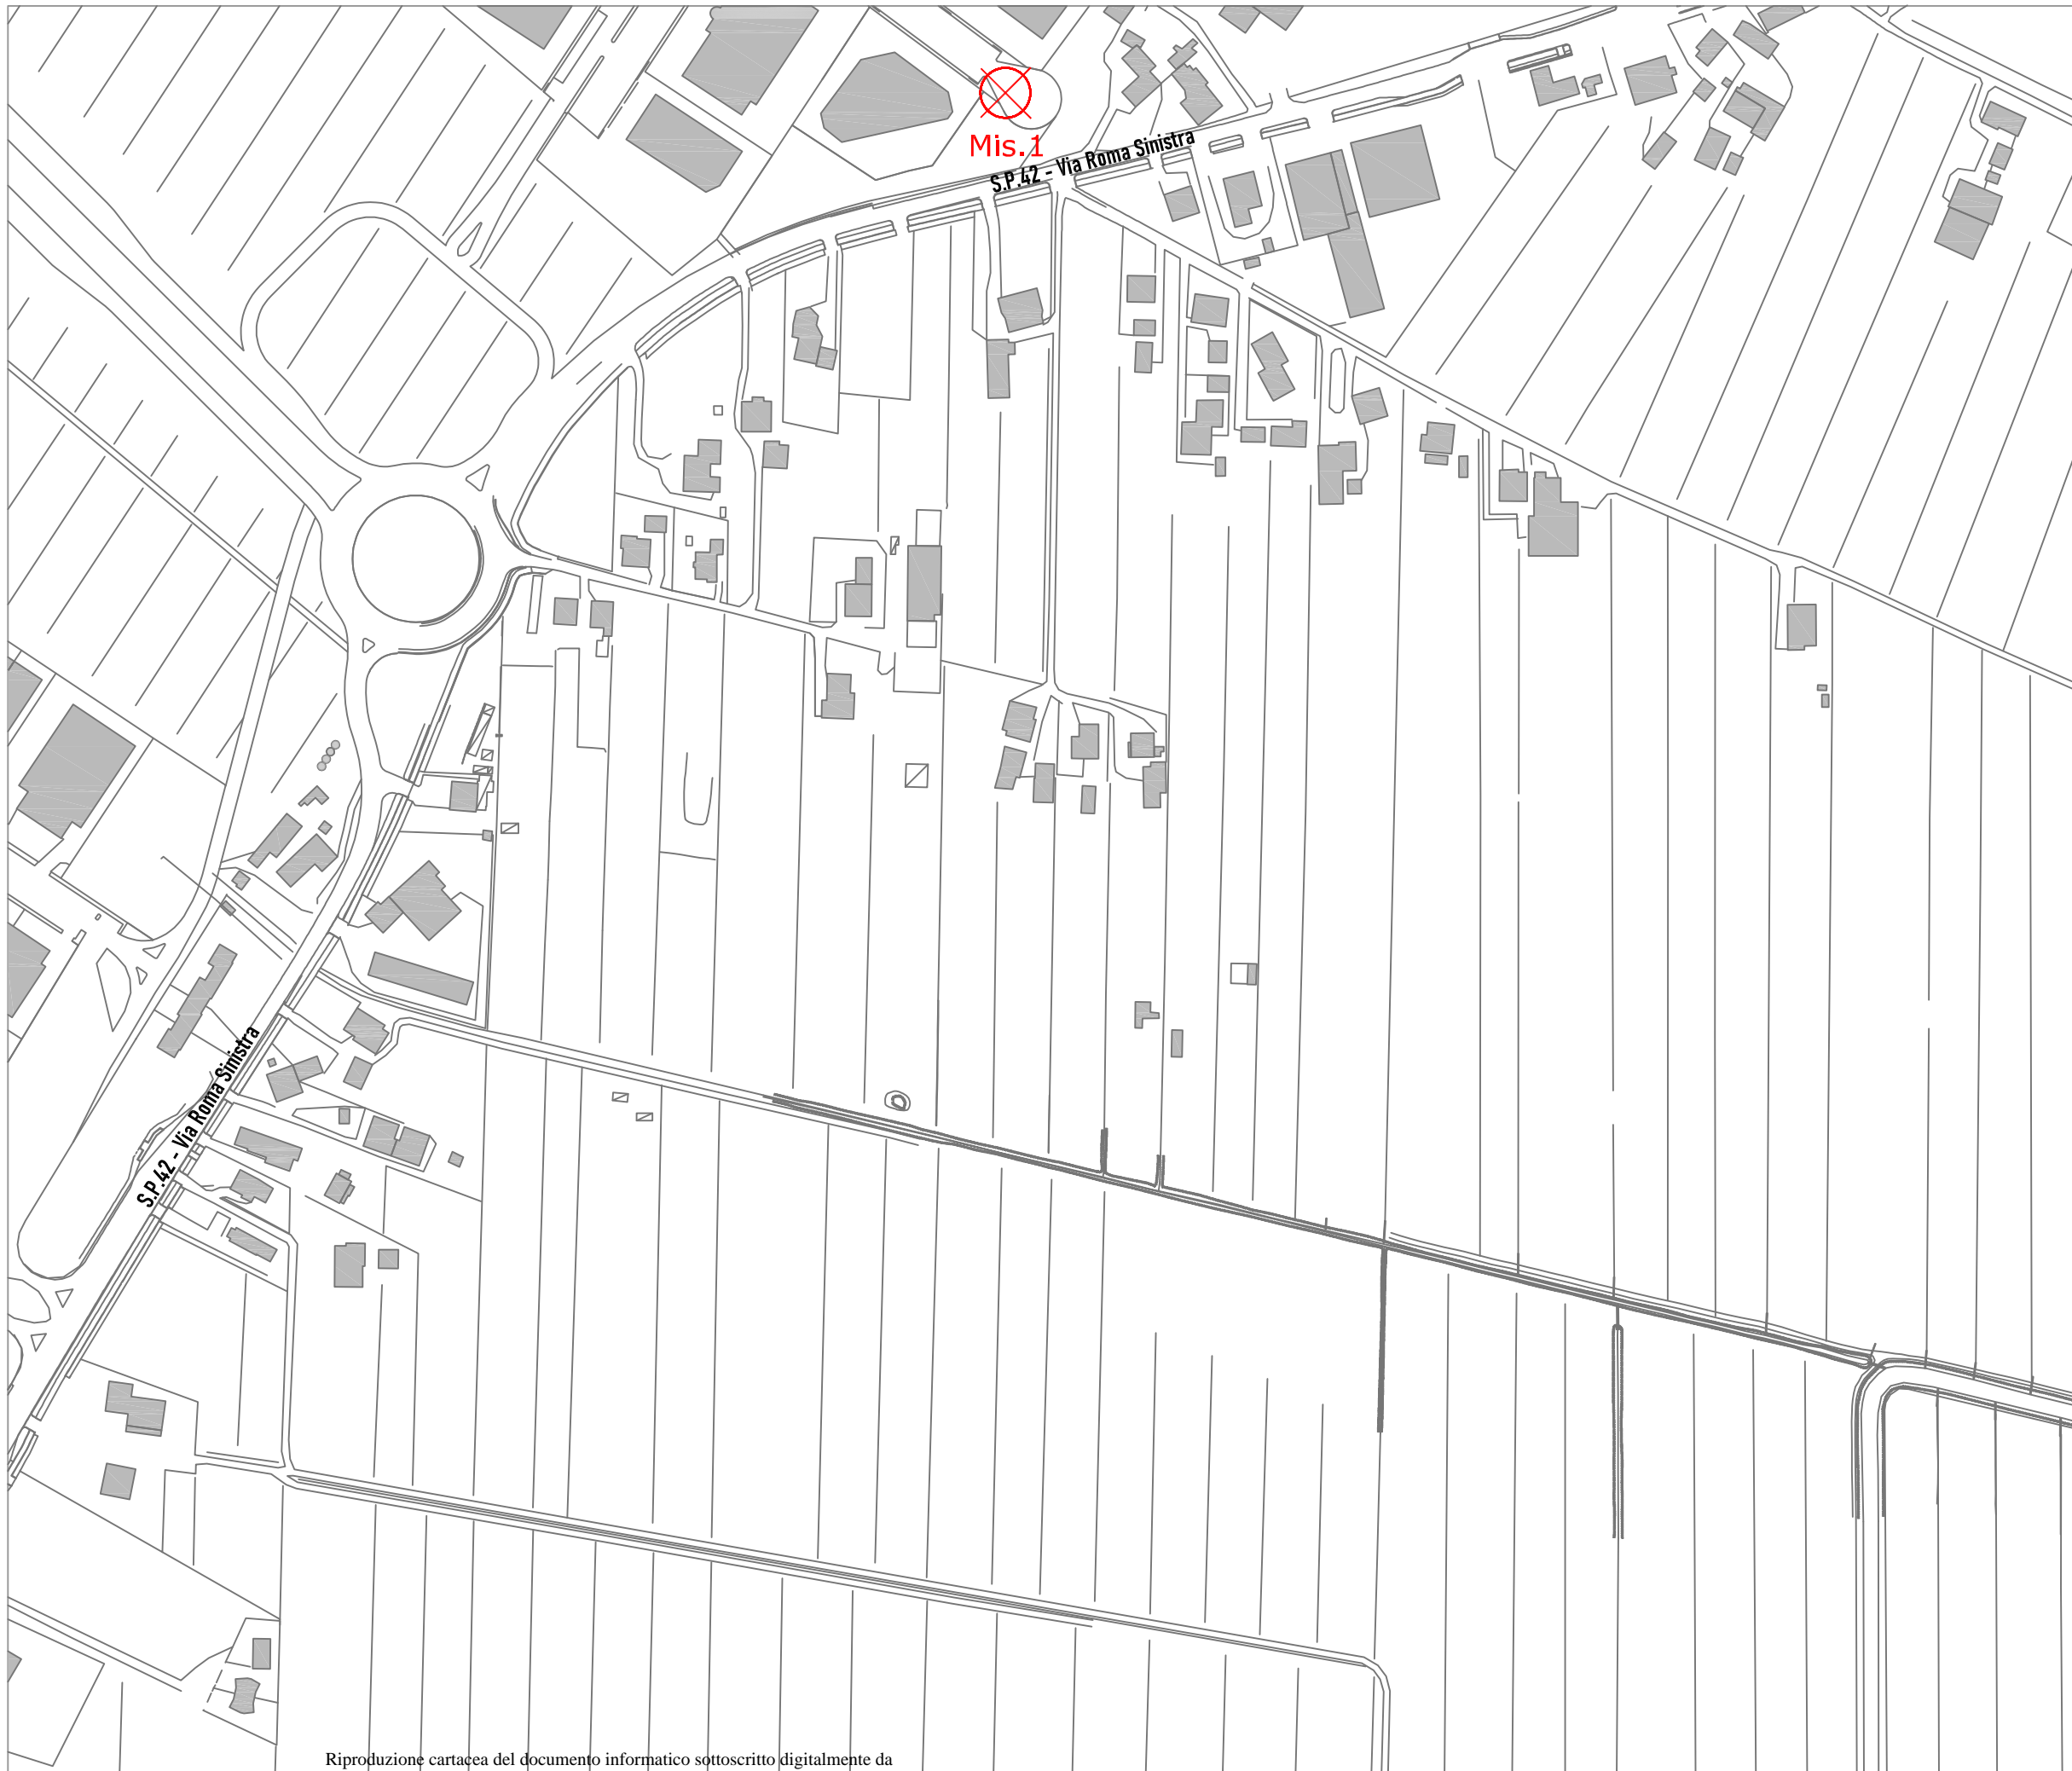 Mis.1
S.P.42 - Via Roma Sinistra
S.P.42 - Via Roma Sinistra
Riproduzione cartacea del documento informatico sottoscritto digitalmente da